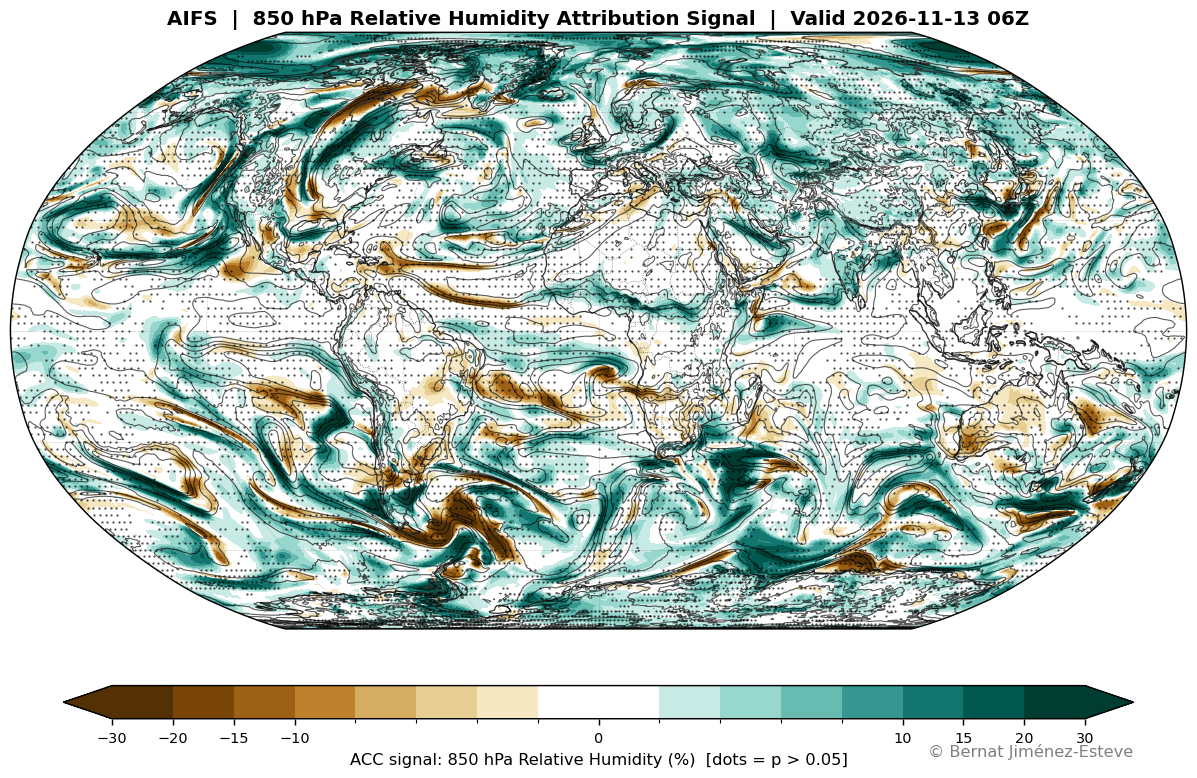 AIFS | 850 hPa Relative Humidity Attribution Signal | Valid 2026-11-13 06Z
−30 −20 −15 −10 0 10 15 20 30
ACC signal: 850 hPa Relative Humidity (%) [dots = p > 0.05]
© Bernat Jiménez-Esteve